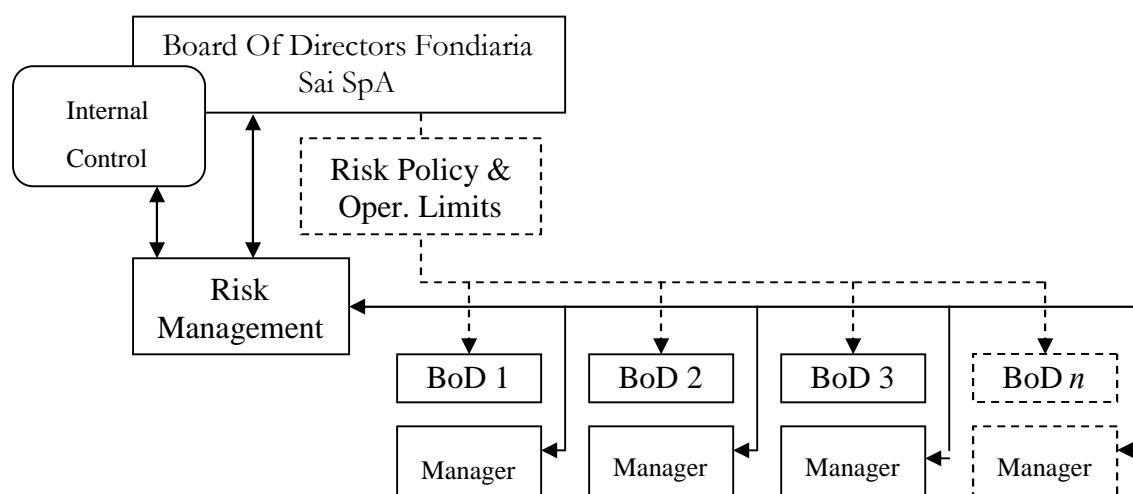 Board Of Directors Fondiaria
Sai SpA
Internal
Control
Risk Policy &
Oper. Limits
Risk
Management
BoD 1
BoD 2
BoD 3
BoD n
Manager
Manager
Manager
Manager